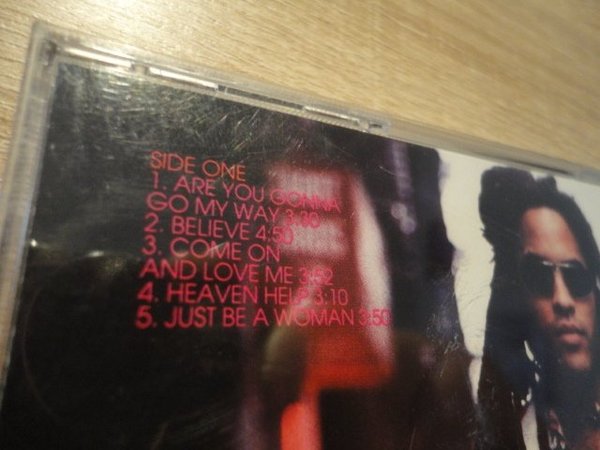 SIDE ONE
1. ARE YOU GONNA
GO MY WAY 3:30
2. BELIEVE 4:50
3. COME ON
AND LOVE ME 3:52
4. HEAVEN HELP 3:10
5. JUST BE A WOMAN 3:50